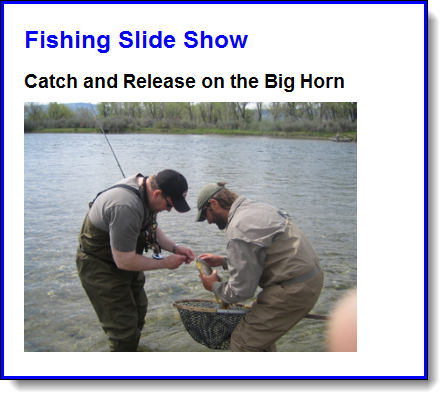 Fishing Slide Show
Catch and Release on the Big Horn